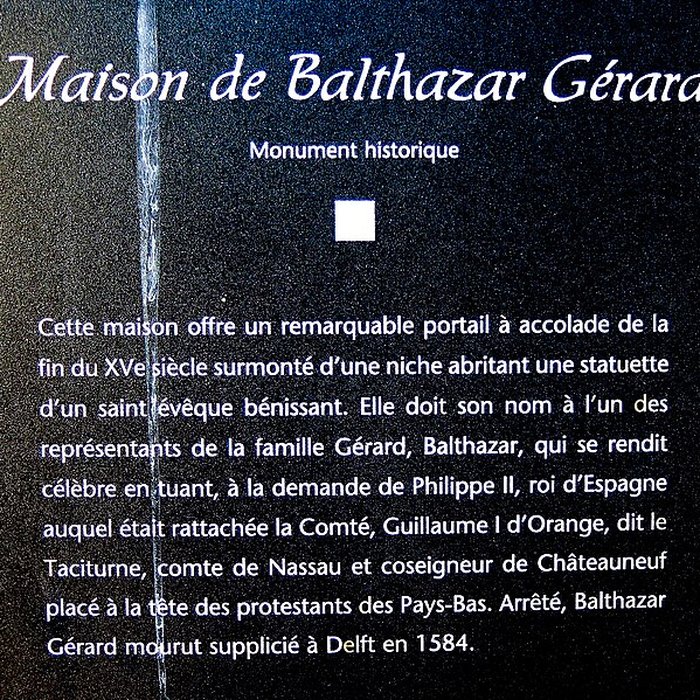 Maison de Balthazar Gérard
Monument historique
Cette maison offre un remarquable portail à accolade de la
fin du XVe siècle surmonté d'une niche abritant une statuette
d'un saint évêque bénissant. Elle doit son nom à l'un des
représentants de la famille Gérard, Balthazar, qui se rendit
célèbre en tuant, à la demande de Philippe II, roi d'Espagne
auquel était rattachée la Comté, Guillaume I d'Orange, dit le
Taciturne, comte de Nassau et coseigneur de Châteauneuf
placé à la tête des protestants des Pays-Bas. Arrêté, Balthazar
Gérard mourut supplicié à Delft en 1584.